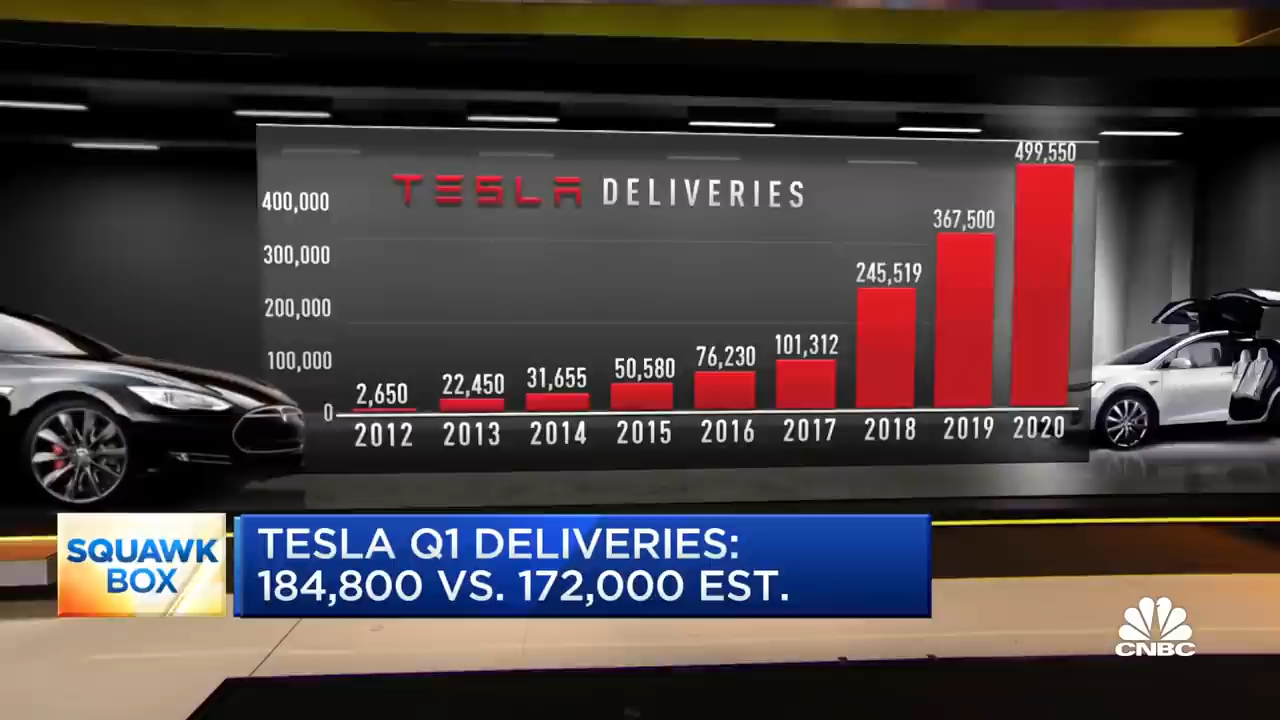 TESLA DELIVERIES
499,550
400,000
367,500
300,000
245,519
200,000
100,000
101,312
76,230
50,580
31,655
22,450
2,650
0
2012 2013 2014 2015 2016 2017 2018 2019 2020
SQUAWK
BOX
TESLA Q1 DELIVERIES:
184,800 VS. 172,000 EST.
CNBC